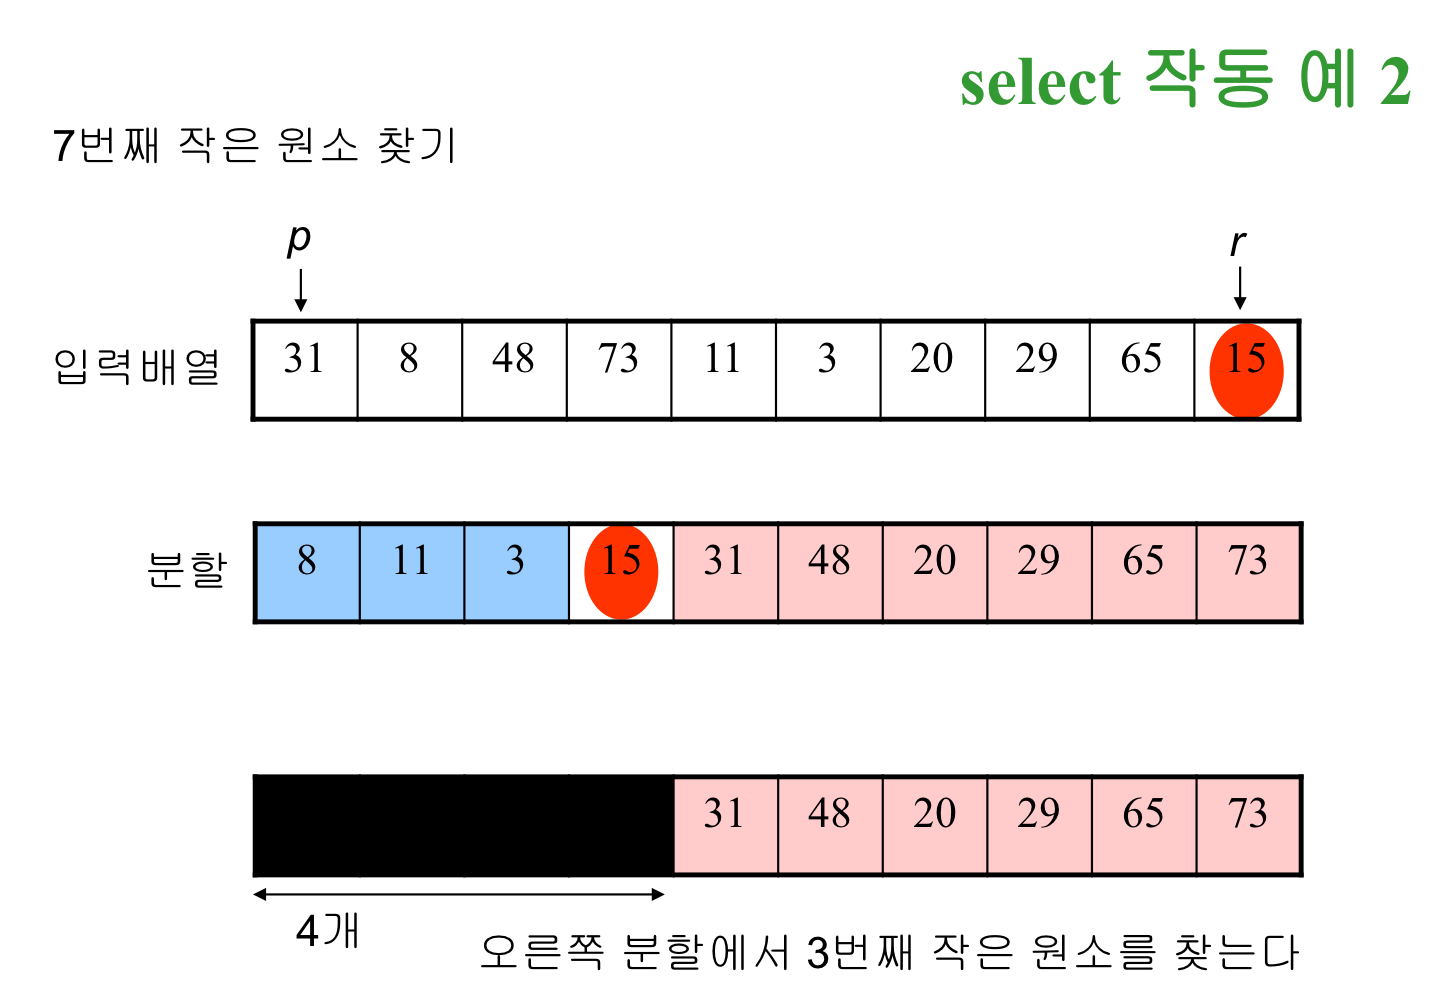 select 작동 예 2
7번째 작은 원소 찾기
p r
입력배열 31 8 48 73 11 3 20 29 65 15
분할 8 11 3 15 31 48 20 29 65 73
31 48 20 29 65 73
4개
오른쪽 분할에서 3번째 작은 원소를 찾는다